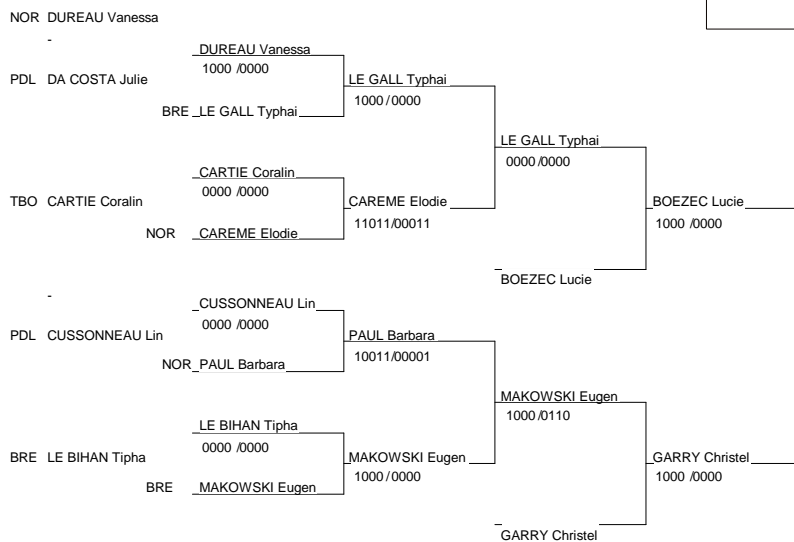 NOR DUREAU Vanessa
-
DUREAU Vanessa
1000 /0000
PDL DA COSTA Julie
LE GALL Typhai
1000 / 0000
BRE LE GALL Typhai
LE GALL Typhai
0000 /0000
CARTIE Coralin
0000 /0000
TBO CARTIE Coralin
CAREME Elodie
11011/00011
BOEZEC Lucie
1000 /0000
NOR CAREME Elodie
BOEZEC Lucie
-
CUSSONNEAU Lin
0000 /0000
PDL CUSSONNEAU Lin
PAUL Barbara
10011/00001
NOR PAUL Barbara
MAKOWSKI Eugen
1000 /0110
LE BIHAN Tipha
0000 /0000
BRE LE BIHAN Tipha
MAKOWSKI Eugen
1000 / 0000
GARRY Christel
1000 /0000
BRE MAKOWSKI Eugen
GARRY Christel